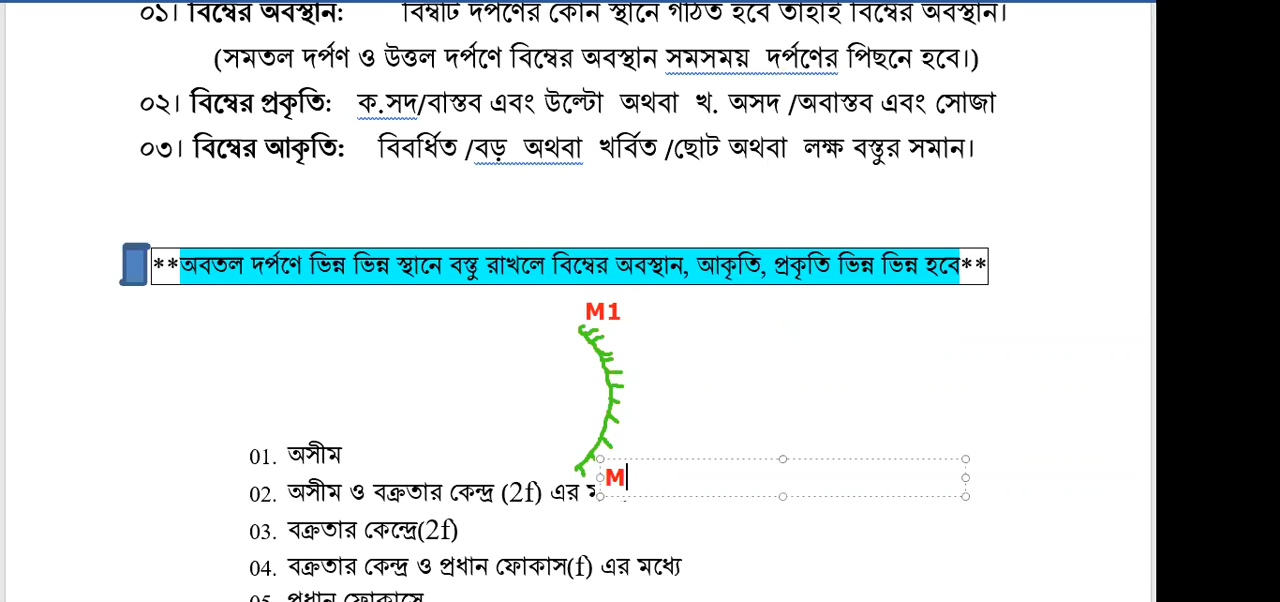 ০১। বিম্বের অবস্থান: বিম্বটি দর্পণের কোন স্থানে গঠিত হবে তাহাই বিম্বের অবস্থান।
(সমতল দর্পণ ও উত্তল দর্পণে বিম্বের অবস্থান সমসময় দর্পণের পিছনে হবে।)
০২। বিম্বের প্রকৃতি: ক.সদ/বাস্তব এবং উল্টো অথবা খ. অসদ /অবাস্তব এবং সোজা
০৩। বিম্বের আকৃতি: বিবর্ধিত /বড় অথবা খর্বিত /ছোট অথবা লক্ষ বস্তুর সমান।
**অবতল দর্পণে ভিন্ন ভিন্ন স্থানে বস্তু রাখলে বিম্বের অবস্থান, আকৃতি, প্রকৃতি ভিন্ন ভিন্ন হবে**
M1
01. অসীম
M
02. অসীম ও বক্রতার কেন্দ্র (2f) এর
03. বক্রতার কেন্দ্রে(2f)
04. বক্রতার কেন্দ্র ও প্রধান ফোকাস(f) এর মধ্যে
05. প্রধান ফোকাসে